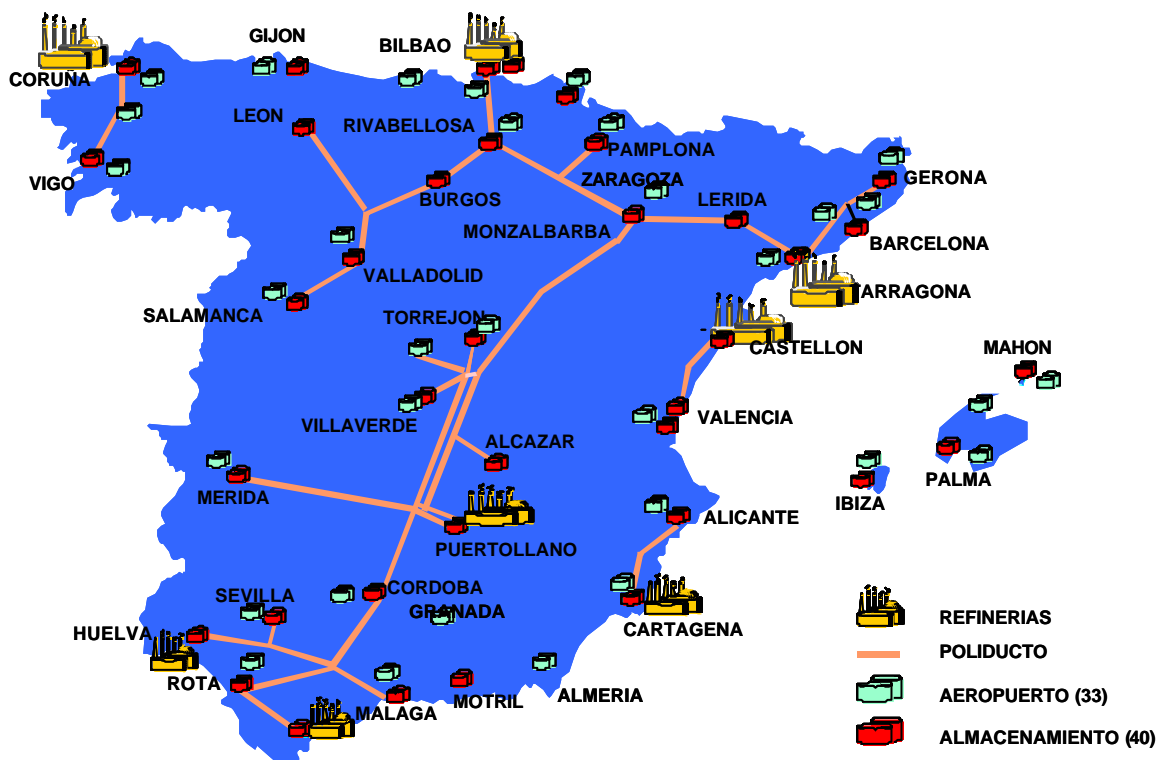 GIJON
BILBAO
CORUÑA
LEON
RIVABELLOSA
PAMPLONA
VIGO
ZARAGOZA
GERONA
BURGOS
LERIDA
MONZALBARBA
BARCELONA
VALLADOLID
ARRAGONA
SALAMANCA
TORREJON
CASTELLON
MAHON
VALENCIA
VILLAVERDE
ALCAZAR
PALMA
MERIDA
IBIZA
ALICANTE
PUERTOLLANO
CORDOBA
SEVILLA
GRANADA
REFINERIAS
CARTAGENA
HUELVA
POLIDUCTO
ROTA
ALMERIA
AEROPUERTO (33)
MOTRIL
MALAGA
ALMACENAMIENTO (40)